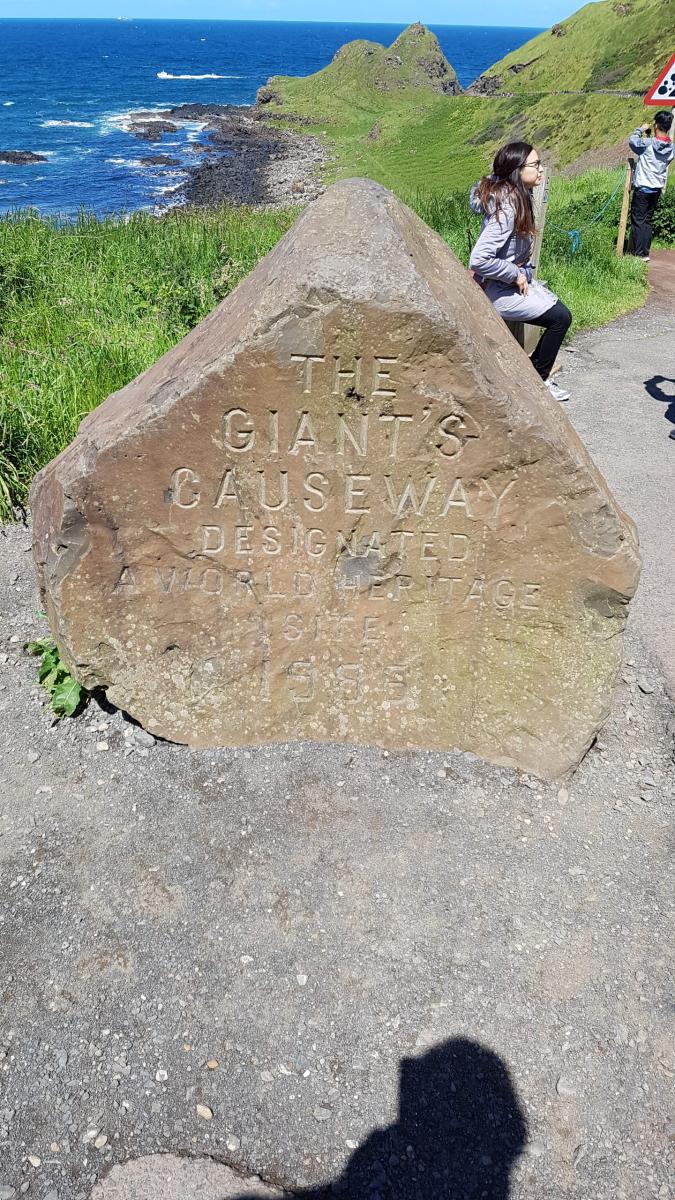 THE
GIANT'S
CAUSEWAY
DESIGNATED
A WORLD HERITAGE
SITE
1986